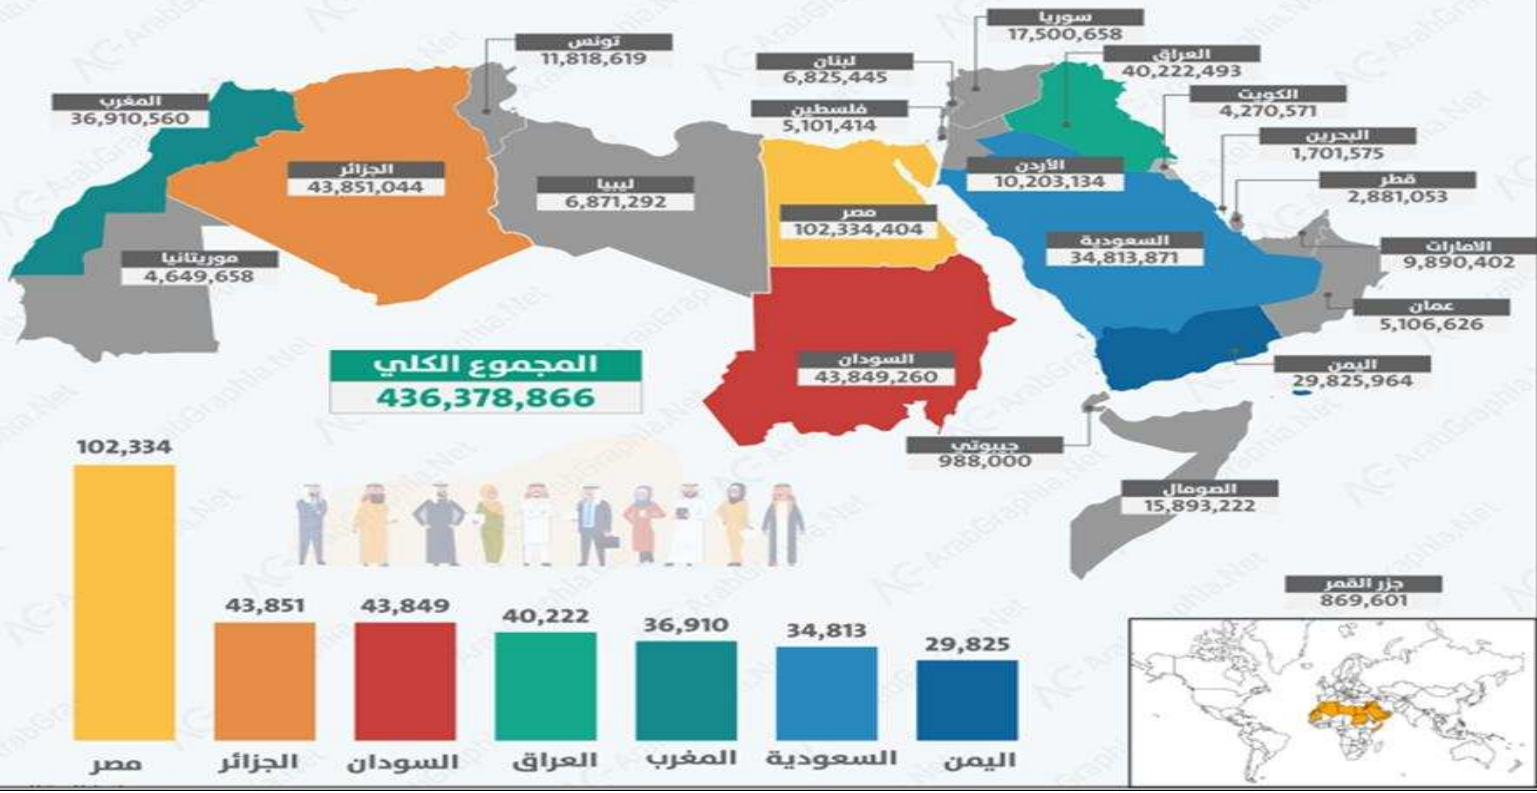 سوريا
17,500,658
تونس
11,818,619
العراق
40,222,493
لبنان
6,825,445
الكويت
4,270,571
المغرب
36,910,560
فلسطين
5,101,414
البحرين
1,701,575
الجزائر
43,851,044
الأردن
10,203,134
قطر
2,881,053
ليبيا
6,871,292
مصر
102,334,404
السعودية
34,813,871
الامارات
9,890,402
موريتانيا
4,649,658
عمان
5,106,626
السودان
43,849,260
اليمن
29,825,964
المجموع الكلي
436,378,866
جيبوتي
988,000
الصومال
15,893,222
جزر القمر
869,601
102,334
43,851
43,849
40,222
36,910
34,813
29,825
مصر
الجزائر
السودان
العراق
المغرب
السعودية
اليمن
AG-ArabGraphia.Net